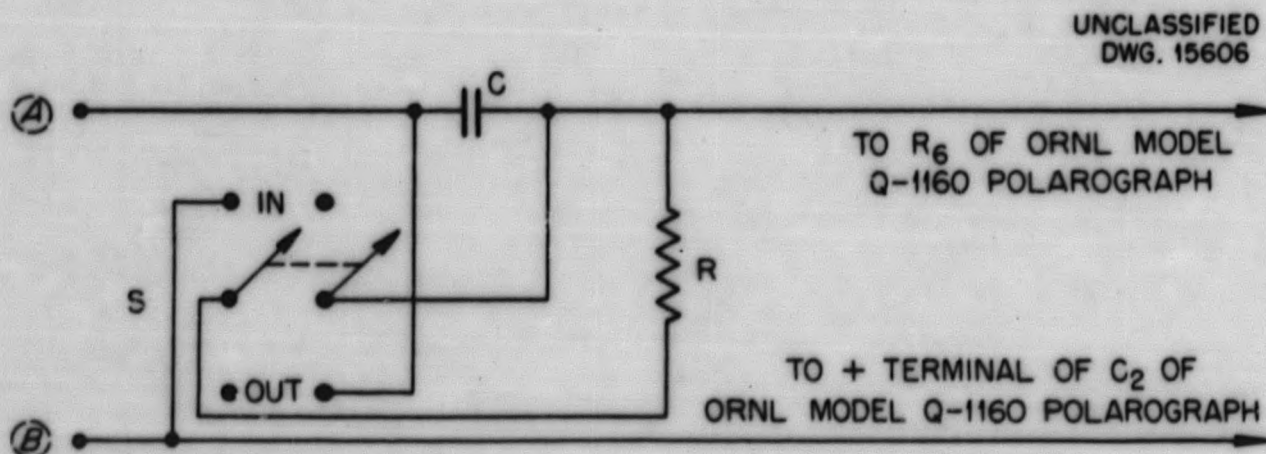 UNCLASSIFIED
DWG. 15606
A
C
TO R6 OF ORNL MODEL
Q-1160 POLAROGRAPH
IN
S
R
OUT
TO + TERMINAL OF C2 OF
ORNL MODEL Q-1160 POLAROGRAPH
B